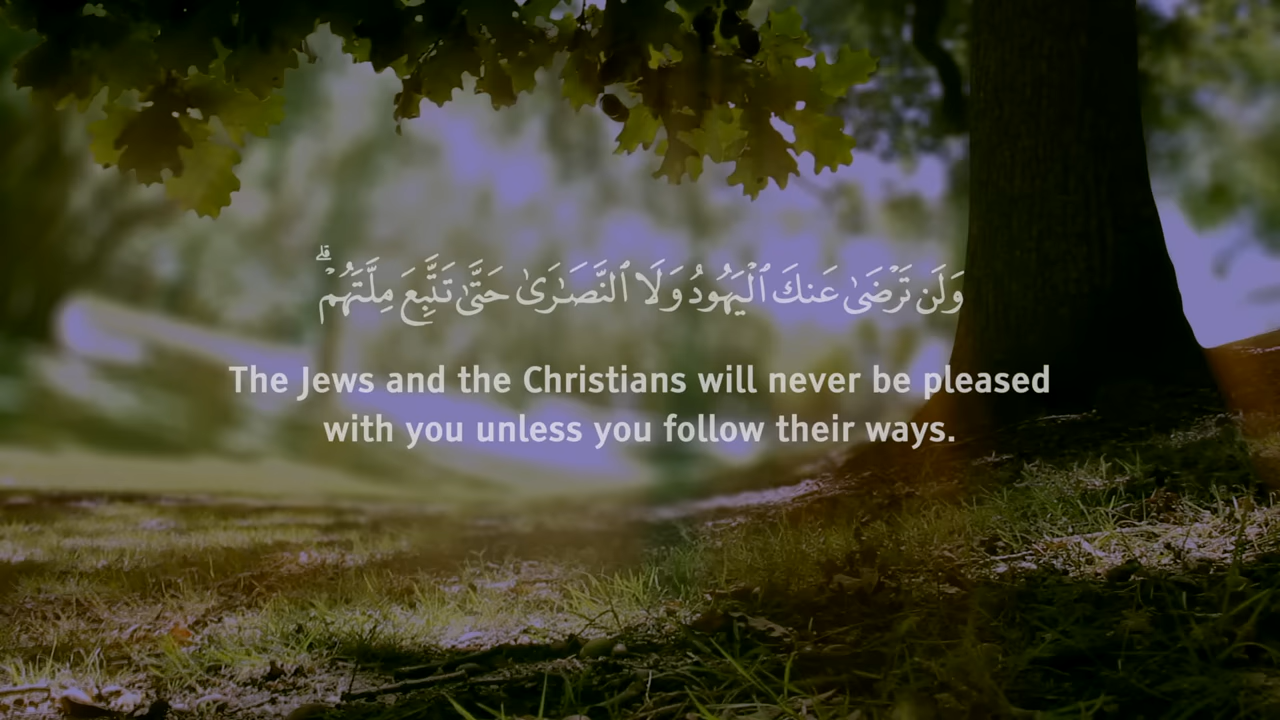 وَلَن تَرْضَىٰ عَنكَ ٱلْيَهُودُ وَلَا ٱلنَّصَـٰرَىٰ حَتَّىٰ تَتَّبِعَ مِلَّتَهُمْ ۗ
The Jews and the Christians will never be pleased
with you unless you follow their ways.